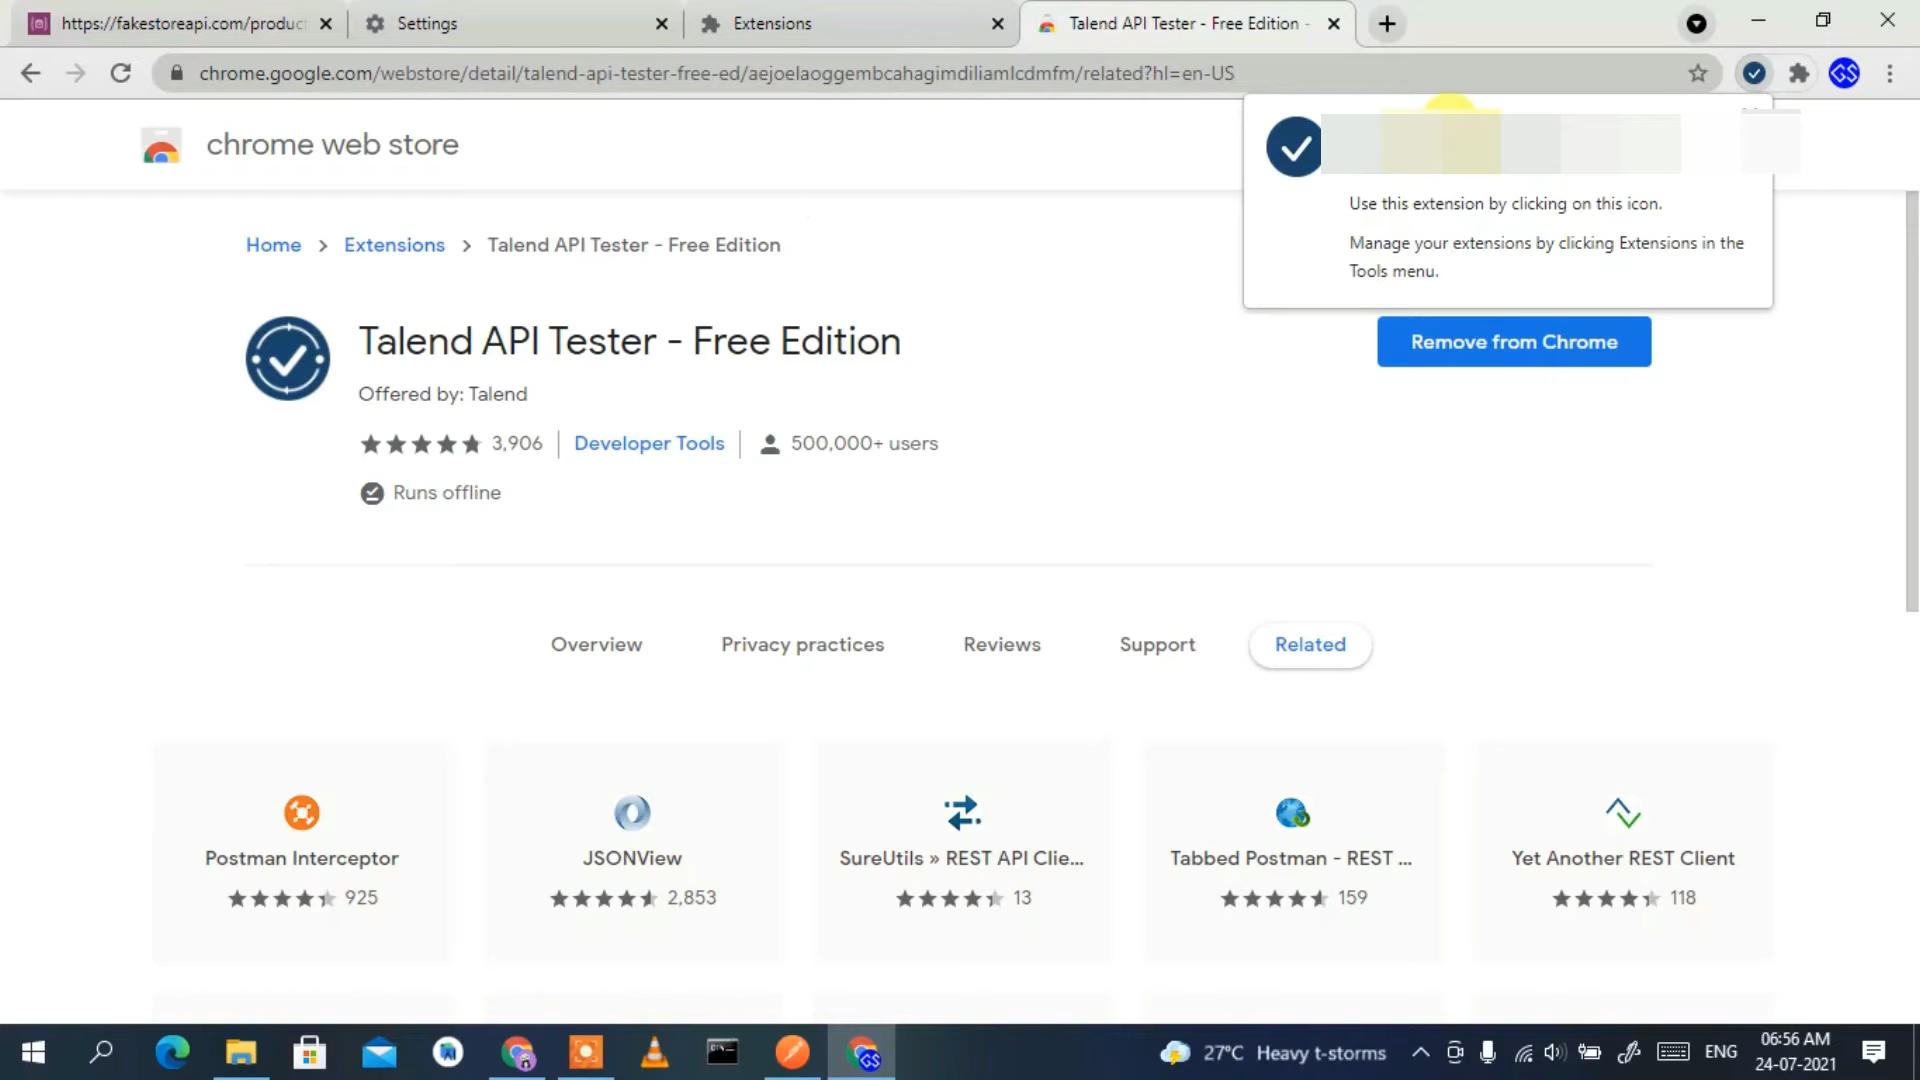 https://fakestoreapi.com/produc
Settings
Extensions
Talend API Tester - Free Edition -
chrome.google.com/webstore/detail/talend-api-tester-free-ed/aejoelaoggembcahagimdiliamlcdmfm/related?hl=en-US
GS
chrome web store
Use this extension by clicking on this icon.
Manage your extensions by clicking Extensions in the
Tools menu.
Home > Extensions > Talend API Tester - Free Edition
Talend API Tester - Free Edition
Remove from Chrome
Offered by: Talend
3,906
Developer Tools
500,000+ users
Runs offline
Overview
Privacy practices
Reviews
Support
Related
Postman Interceptor
925
JSONView
2,853
SureUtils » REST API Clie...
13
Tabbed Postman - REST ...
159
Yet Another REST Client
118
GS
27°C Heavy t-storms
ENG
06:56 AM
24-07-2021